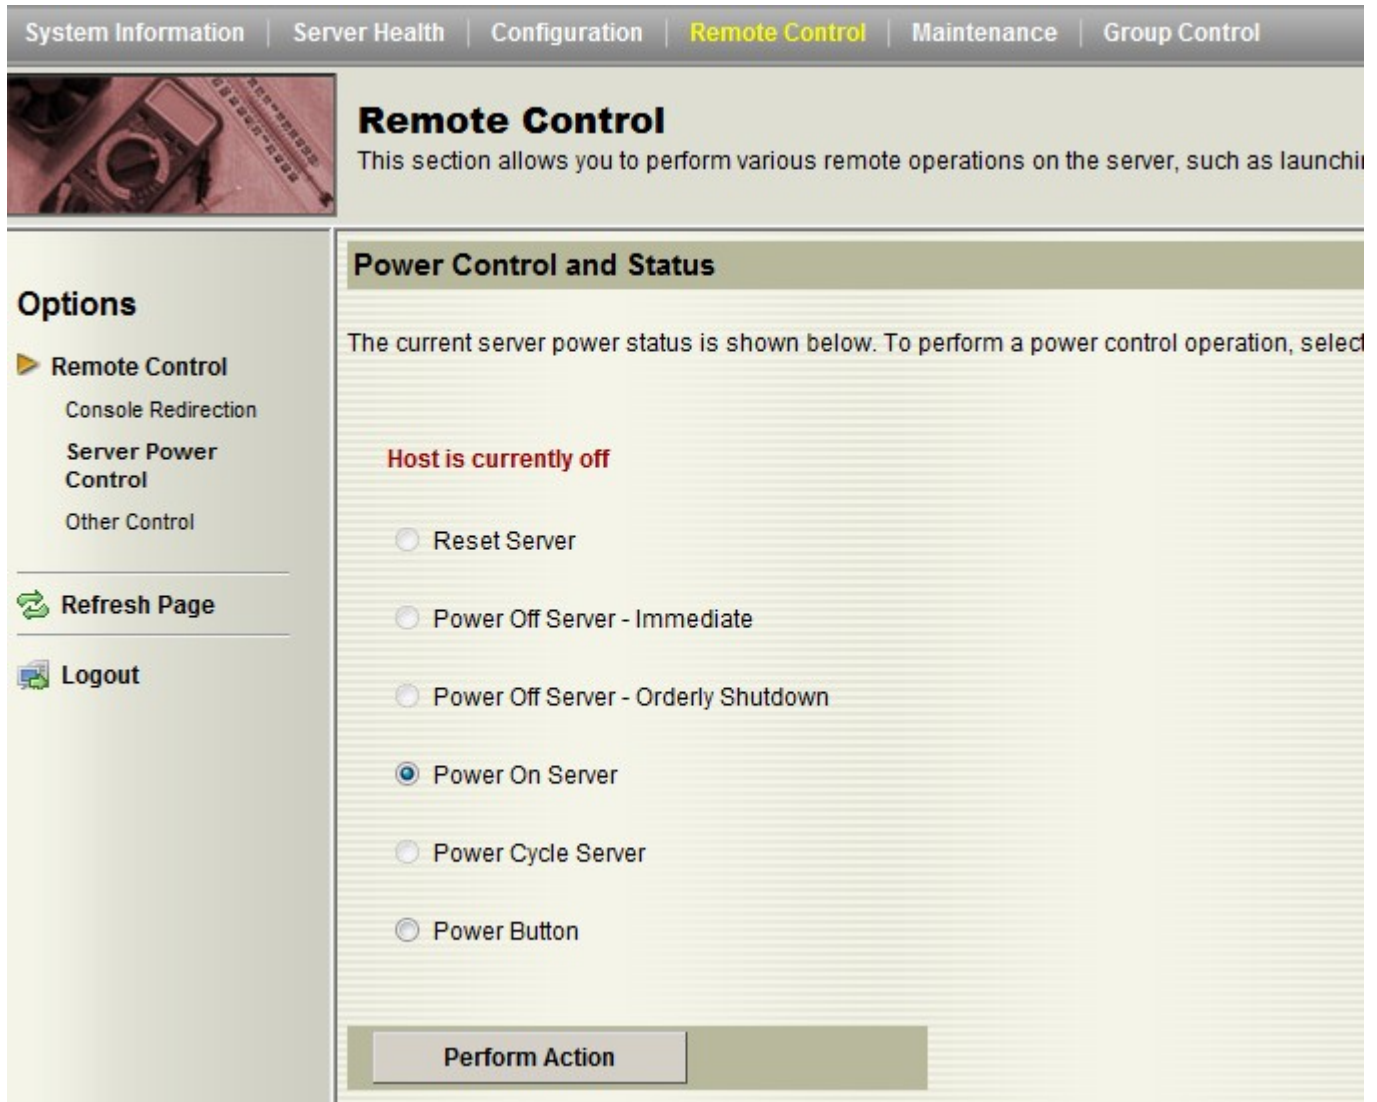 System Information | Server Health | Configuration | Remote Control | Maintenance | Group Control
Remote Control
This section allows you to perform various remote operations on the server, such as
Options
Remote Control
Console Redirection
Server Power
Control
Other Control
Refresh Page
Logout
Power Control and Status
The current server power status is shown below. To perform a power control operation, select
Host is currently off
Reset Server
Power Off Server - Immediate
Power Off Server - Orderly Shutdown
Power On Server
Power Cycle Server
Power Button
Perform Action